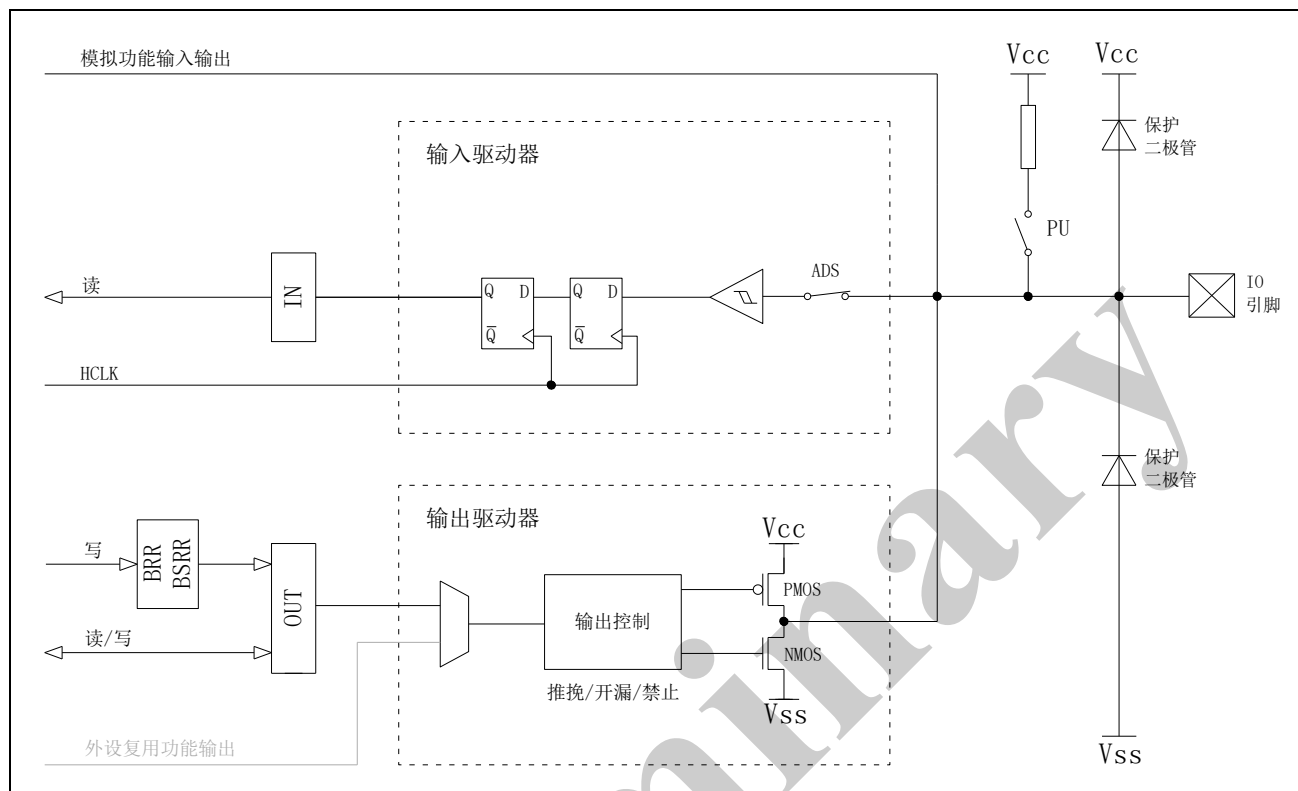 模拟功能输入输出
Vcc
Vcc
保护
二极管
输入驱动器
PU
ADS
读
IN
Q D
Q D
Q
Q
IO
引脚
HCLK
保护
二极管
输出驱动器
Vcc
写
BRR
BSRR
OUT
PMOS
输出控制
读/写
NMOS
推挽/开漏/禁止
Vss
外设复用功能输出
Vss
minary